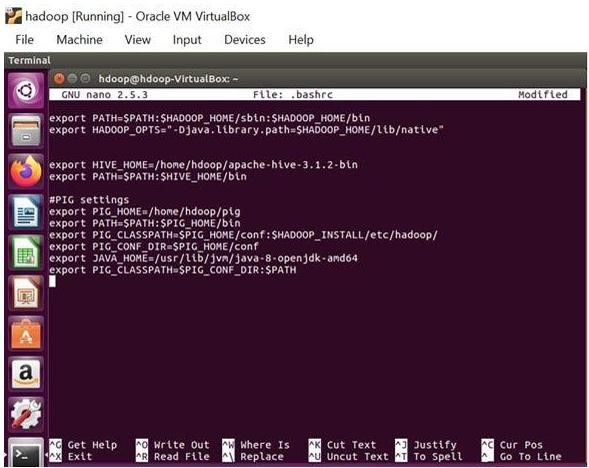 hadoop [Running] - Oracle VM VirtualBox
File Machine View Input Devices Help
Terminal
hdoop@hdoop-VirtualBox: ~
GNU nano 2.5.3 File: .bashrc Modified
export PATH=$PATH:$HADOOP_HOME/sbin:$HADOOP_HOME/bin
export HADOOP_OPTS="-Djava.library.path=$HADOOP_HOME/lib/native"
export HIVE_HOME=/home/hdoop/apache-hive-3.1.2-bin
export PATH=$PATH:$HIVE_HOME/bin
#PIG settings
export PIG_HOME=/home/hdoop/pig
export PATH=$PATH:$PIG_HOME/bin
export PIG_CLASSPATH=$PIG_HOME/conf:$HADOOP_INSTALL/etc/hadoop/
export PIG_CONF_DIR=$PIG_HOME/conf
export JAVA_HOME=/usr/lib/jvm/java-8-openjdk-amd64
export PIG_CLASSPATH=$PIG_CONF_DIR:$PATH
^G Get Help ^O Write Out ^W Where Is ^K Cut Text ^J Justify ^C Cur Pos
^X Exit ^R Read File ^\ Replace ^U Uncut Text ^T To Spell ^_ Go To Line